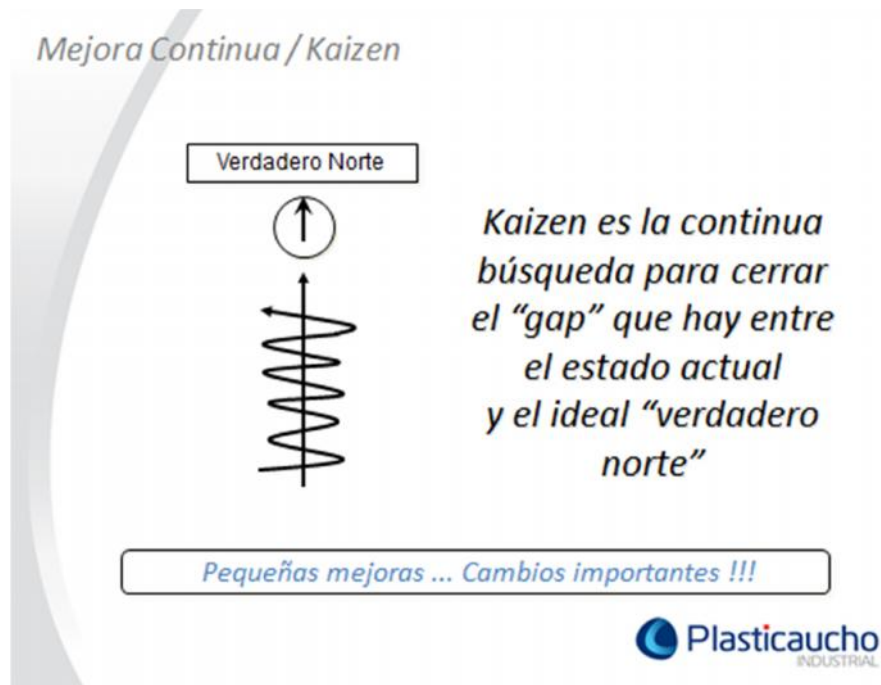 Mejora Continua / Kaizen
Verdadero Norte
Kaizen es la continua
búsqueda para cerrar
el “gap” que hay entre
el estado actual
y el ideal “verdadero
norte”
Pequeñas mejoras ... Cambios importantes !!!
Plasticaucho
INDUSTRIAL